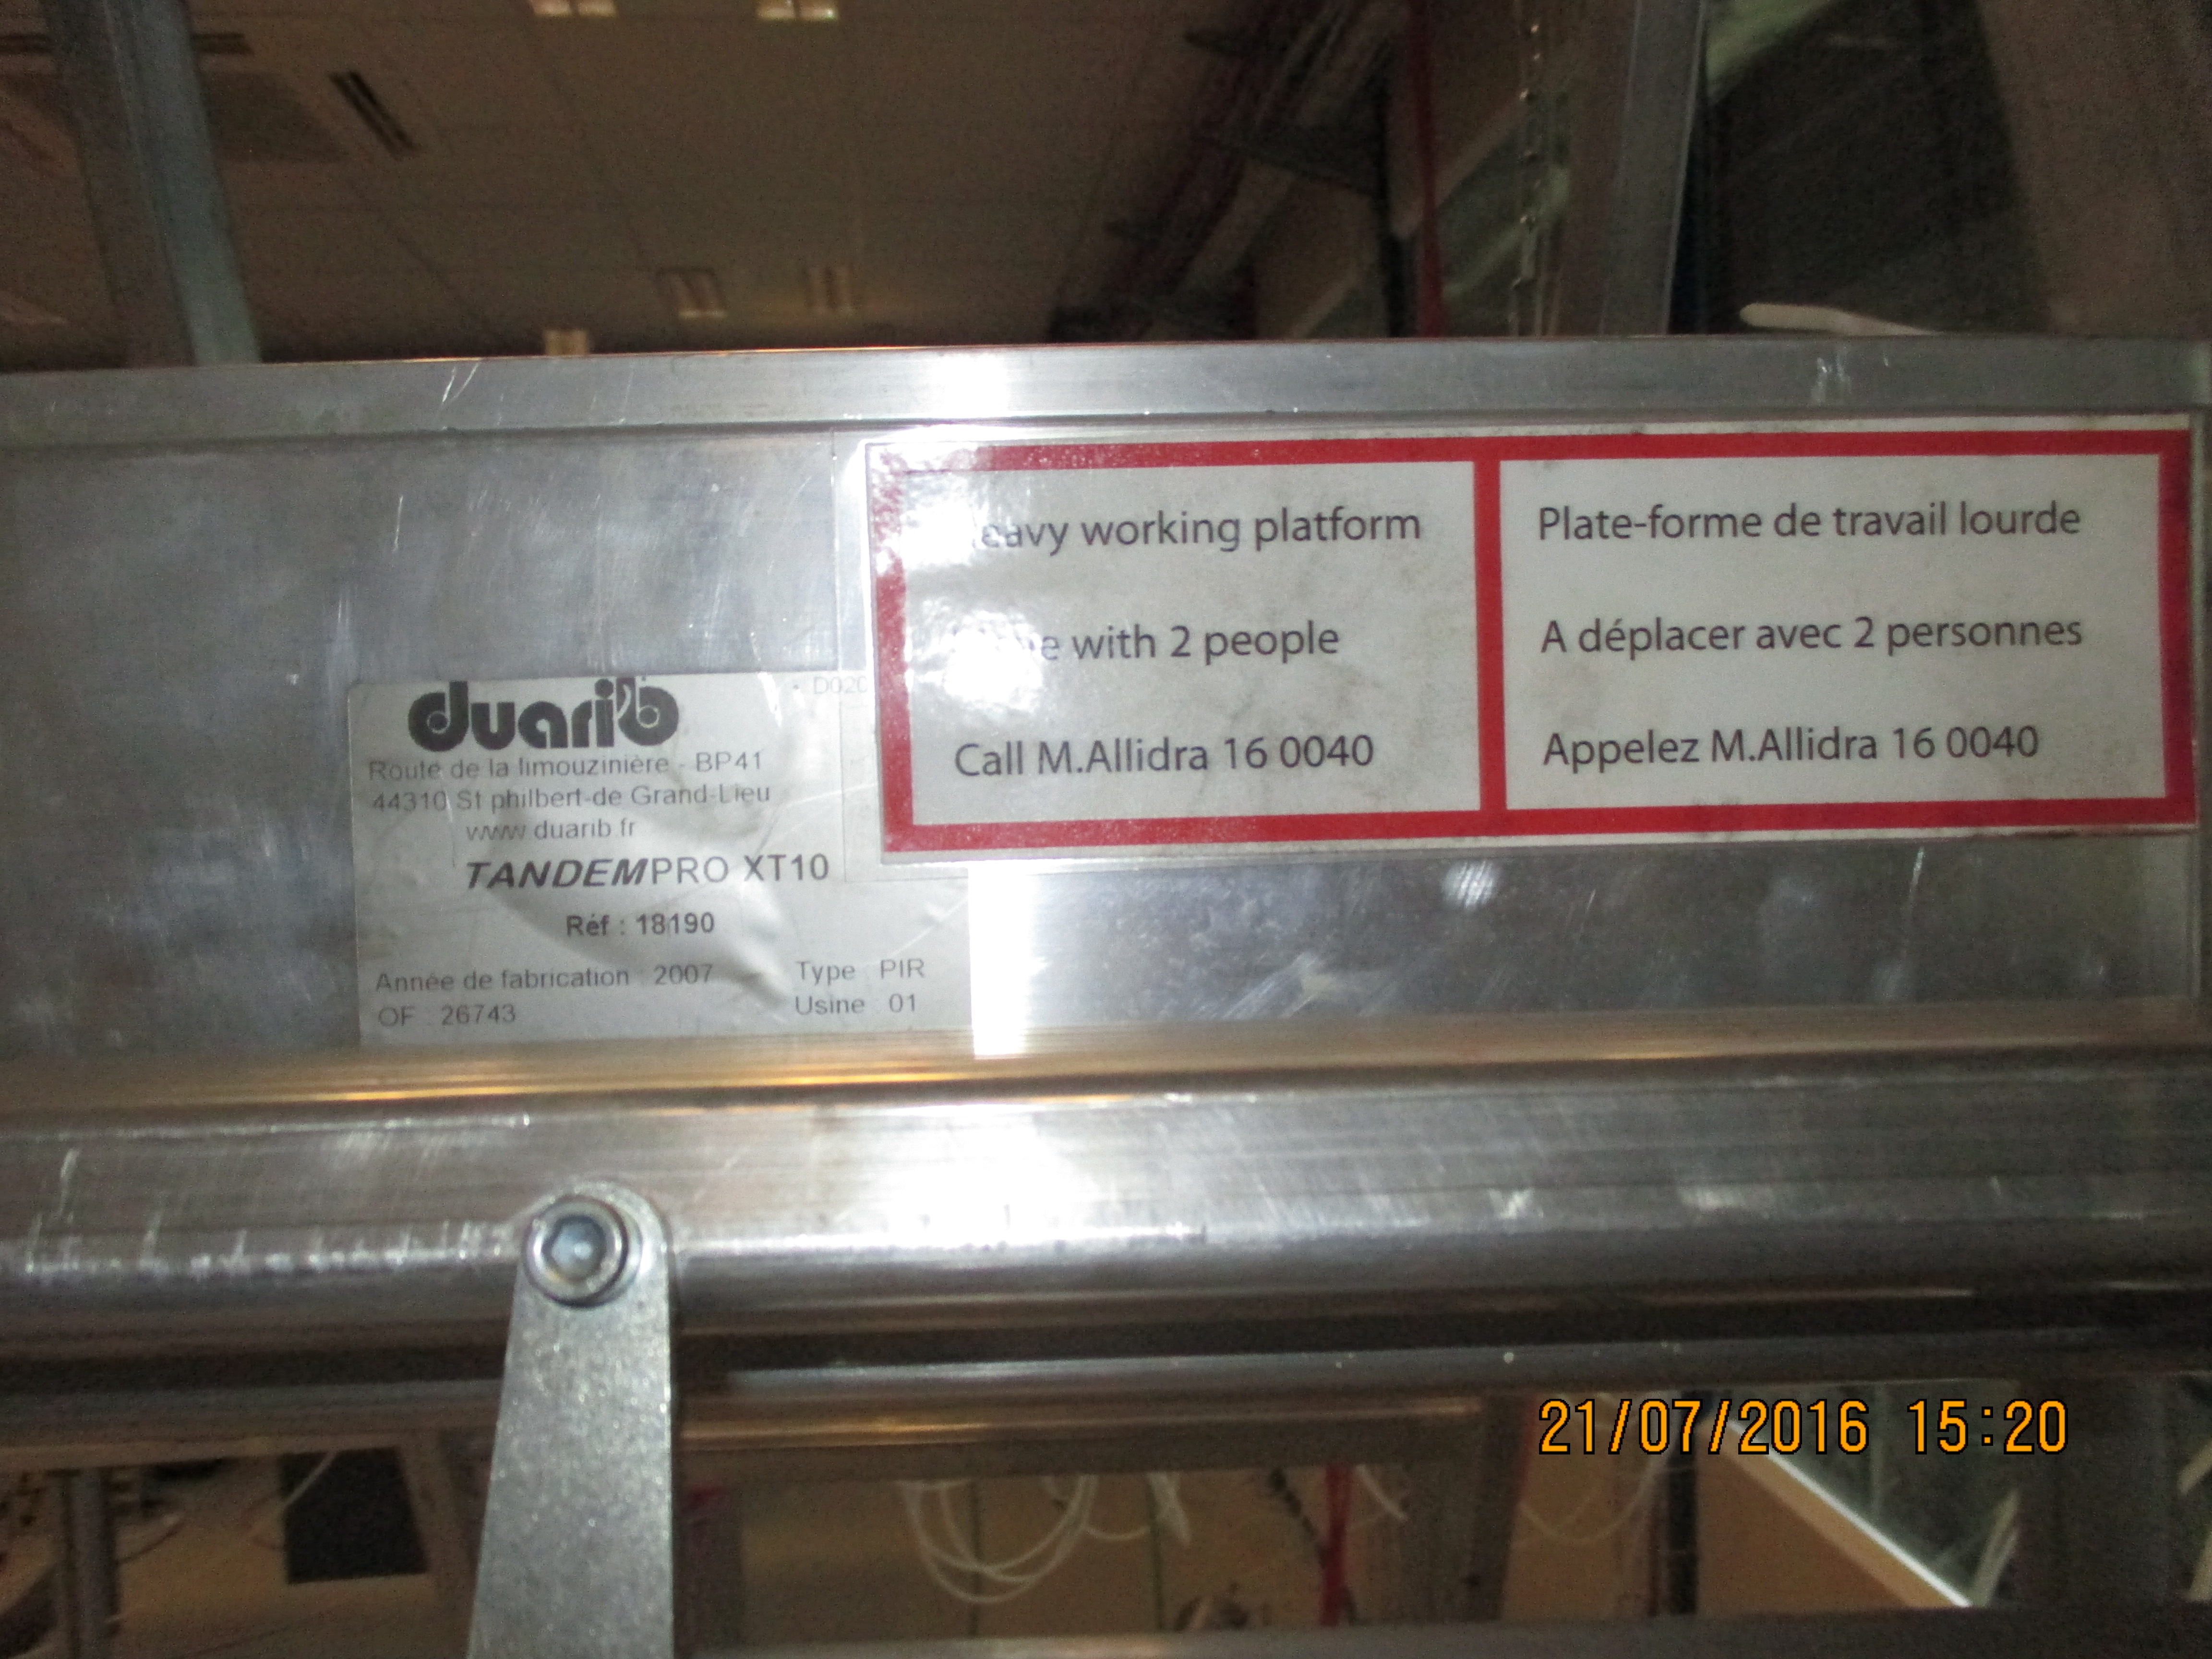 duarib
Route de la limouzinière - BP41
44310 St philbert-de Grand-Lieu
www.duarib.fr
TANDEMPRO XT10
Réf : 18190
Année de fabrication 2007
Type PIR
OF 26743
Usine 01
D02
working platform
with 2 people
Call M.Allidra 16 0040
Plate-forme de travail lourde
A déplacer avec 2 personnes
Appelez M.Allidra 16 0040
21/07/2016 15:20